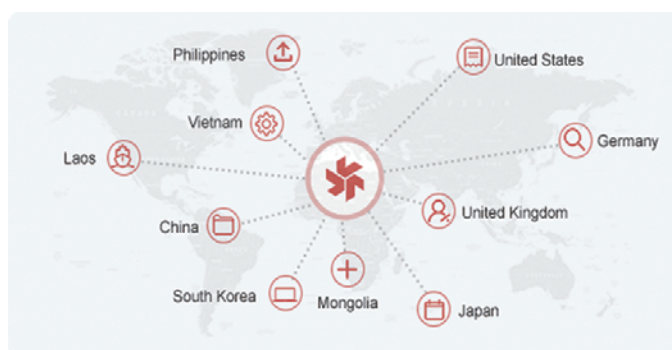 Philippines
United States
Vietnam
Germany
Laos
United Kingdom
China
South Korea
Mongolia
Japan